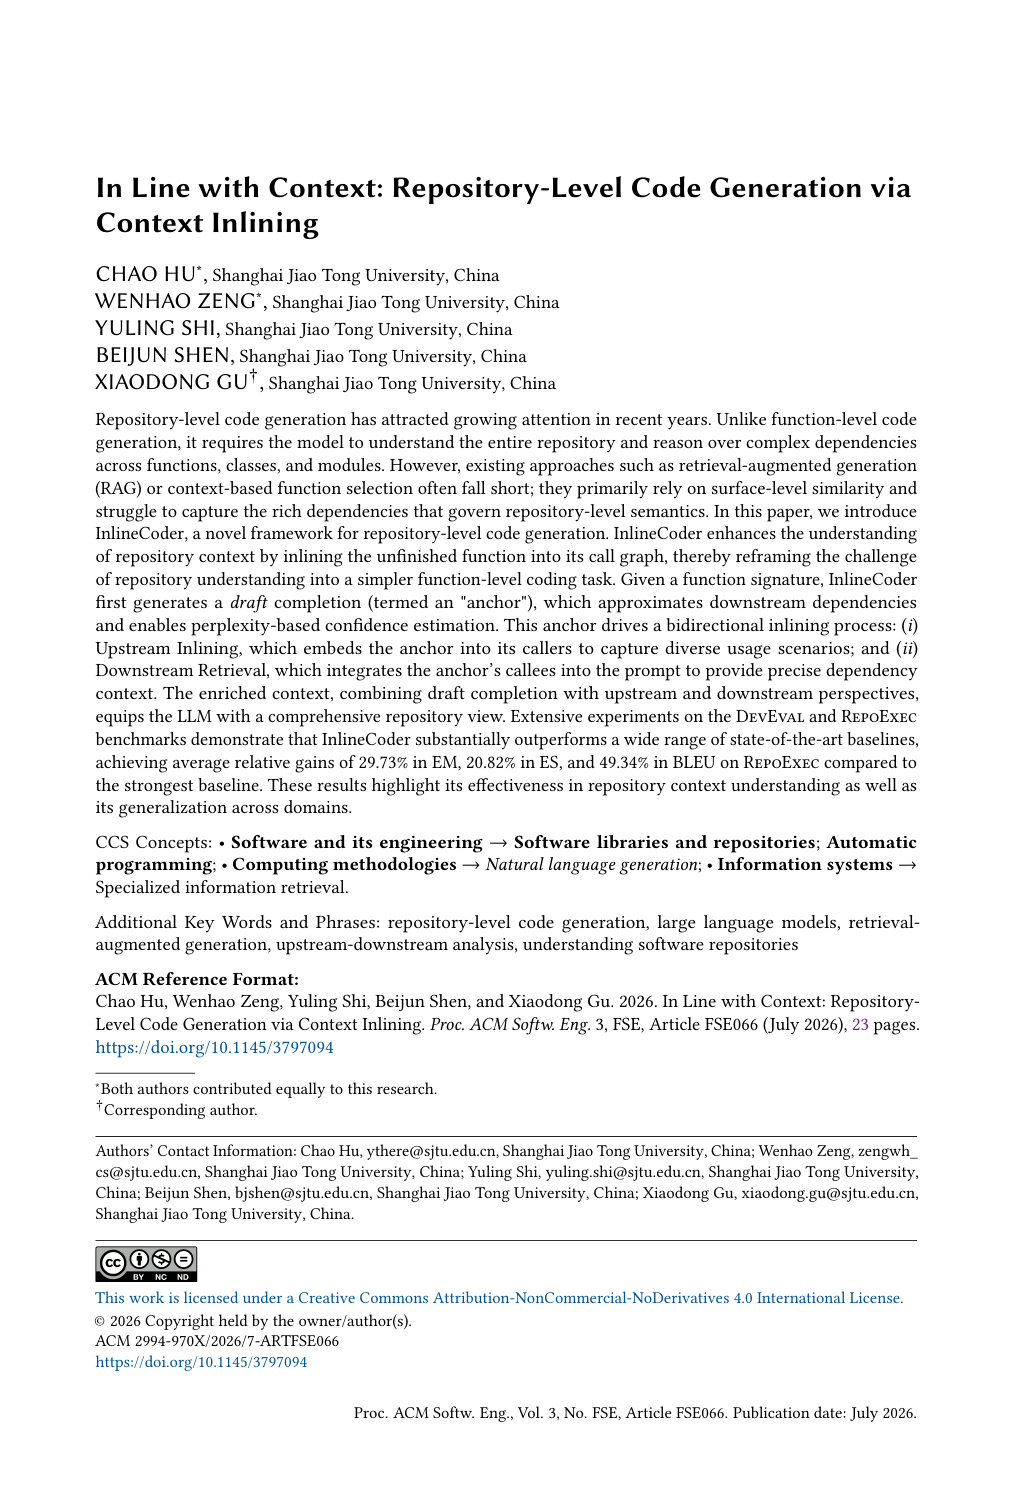 In Line with Context: Repository-Level Code Generation via
Context Inlining
CHAO HU*, Shanghai Jiao Tong University, China
WENHAO ZENG*, Shanghai Jiao Tong University, China
YULING SHI, Shanghai Jiao Tong University, China
BEIJUN SHEN, Shanghai Jiao Tong University, China
XIAODONG GU†, Shanghai Jiao Tong University, China
Repository-level code generation has attracted growing attention in recent years. Unlike function-level code
generation, it requires the model to understand the entire repository and reason over complex dependencies
across functions, classes, and modules. However, existing approaches such as retrieval-augmented generation
(RAG) or context-based function selection often fall short; they primarily rely on surface-level similarity and
struggle to capture the rich dependencies that govern repository-level semantics. In this paper, we introduce
InlineCoder, a novel framework for repository-level code generation. InlineCoder enhances the understanding
of repository context by inlining the unfinished function into its call graph, thereby reframing the challenge
of repository understanding into a simpler function-level coding task. Given a function signature, InlineCoder
first generates a draft completion (termed an "anchor"), which approximates downstream dependencies
and enables perplexity-based confidence estimation. This anchor drives a bidirectional inlining process: (i)
Upstream Inlining, which embeds the anchor into its callers to capture diverse usage scenarios; and (ii)
Downstream Retrieval, which integrates the anchor's callees into the prompt to provide precise dependency
context. The enriched context, combining draft completion with upstream and downstream perspectives,
equips the LLM with a comprehensive repository view. Extensive experiments on the DevEval and RepoExec
benchmarks demonstrate that InlineCoder substantially outperforms a wide range of state-of-the-art baselines,
achieving average relative gains of 29.73% in EM, 20.82% in ES, and 49.34% in BLEU on RepoExec compared to
the strongest baseline. These results highlight its effectiveness in repository context understanding as well as
its generalization across domains.
CCS Concepts: • Software and its engineering → Software libraries and repositories; Automatic
programming; • Computing methodologies → Natural language generation; • Information systems →
Specialized information retrieval.
Additional Key Words and Phrases: repository-level code generation, large language models, retrieval-
augmented generation, upstream-downstream analysis, understanding software repositories
ACM Reference Format:
Chao Hu, Wenhao Zeng, Yuling Shi, Beijun Shen, and Xiaodong Gu. 2026. In Line with Context: Repository-
Level Code Generation via Context Inlining. Proc. ACM Softw. Eng. 3, FSE, Article FSE066 (July 2026), 23 pages.
https://doi.org/10.1145/3797094
*Both authors contributed equally to this research.
†Corresponding author.
Authors' Contact Information: Chao Hu, ythere@sjtu.edu.cn, Shanghai Jiao Tong University, China; Wenhao Zeng, zengwh_
cs@sjtu.edu.cn, Shanghai Jiao Tong University, China; Yuling Shi, yuling.shi@sjtu.edu.cn, Shanghai Jiao Tong University,
China; Beijun Shen, bjshen@sjtu.edu.cn, Shanghai Jiao Tong University, China; Xiaodong Gu, xiaodong.gu@sjtu.edu.cn,
Shanghai Jiao Tong University, China.
cc BY NC ND
This work is licensed under a Creative Commons Attribution-NonCommercial-NoDerivatives 4.0 International License.
© 2026 Copyright held by the owner/author(s).
ACM 2994-970X/2026/7-ARTFSE066
https://doi.org/10.1145/3797094
Proc. ACM Softw. Eng., Vol. 3, No. FSE, Article FSE066. Publication date: July 2026.